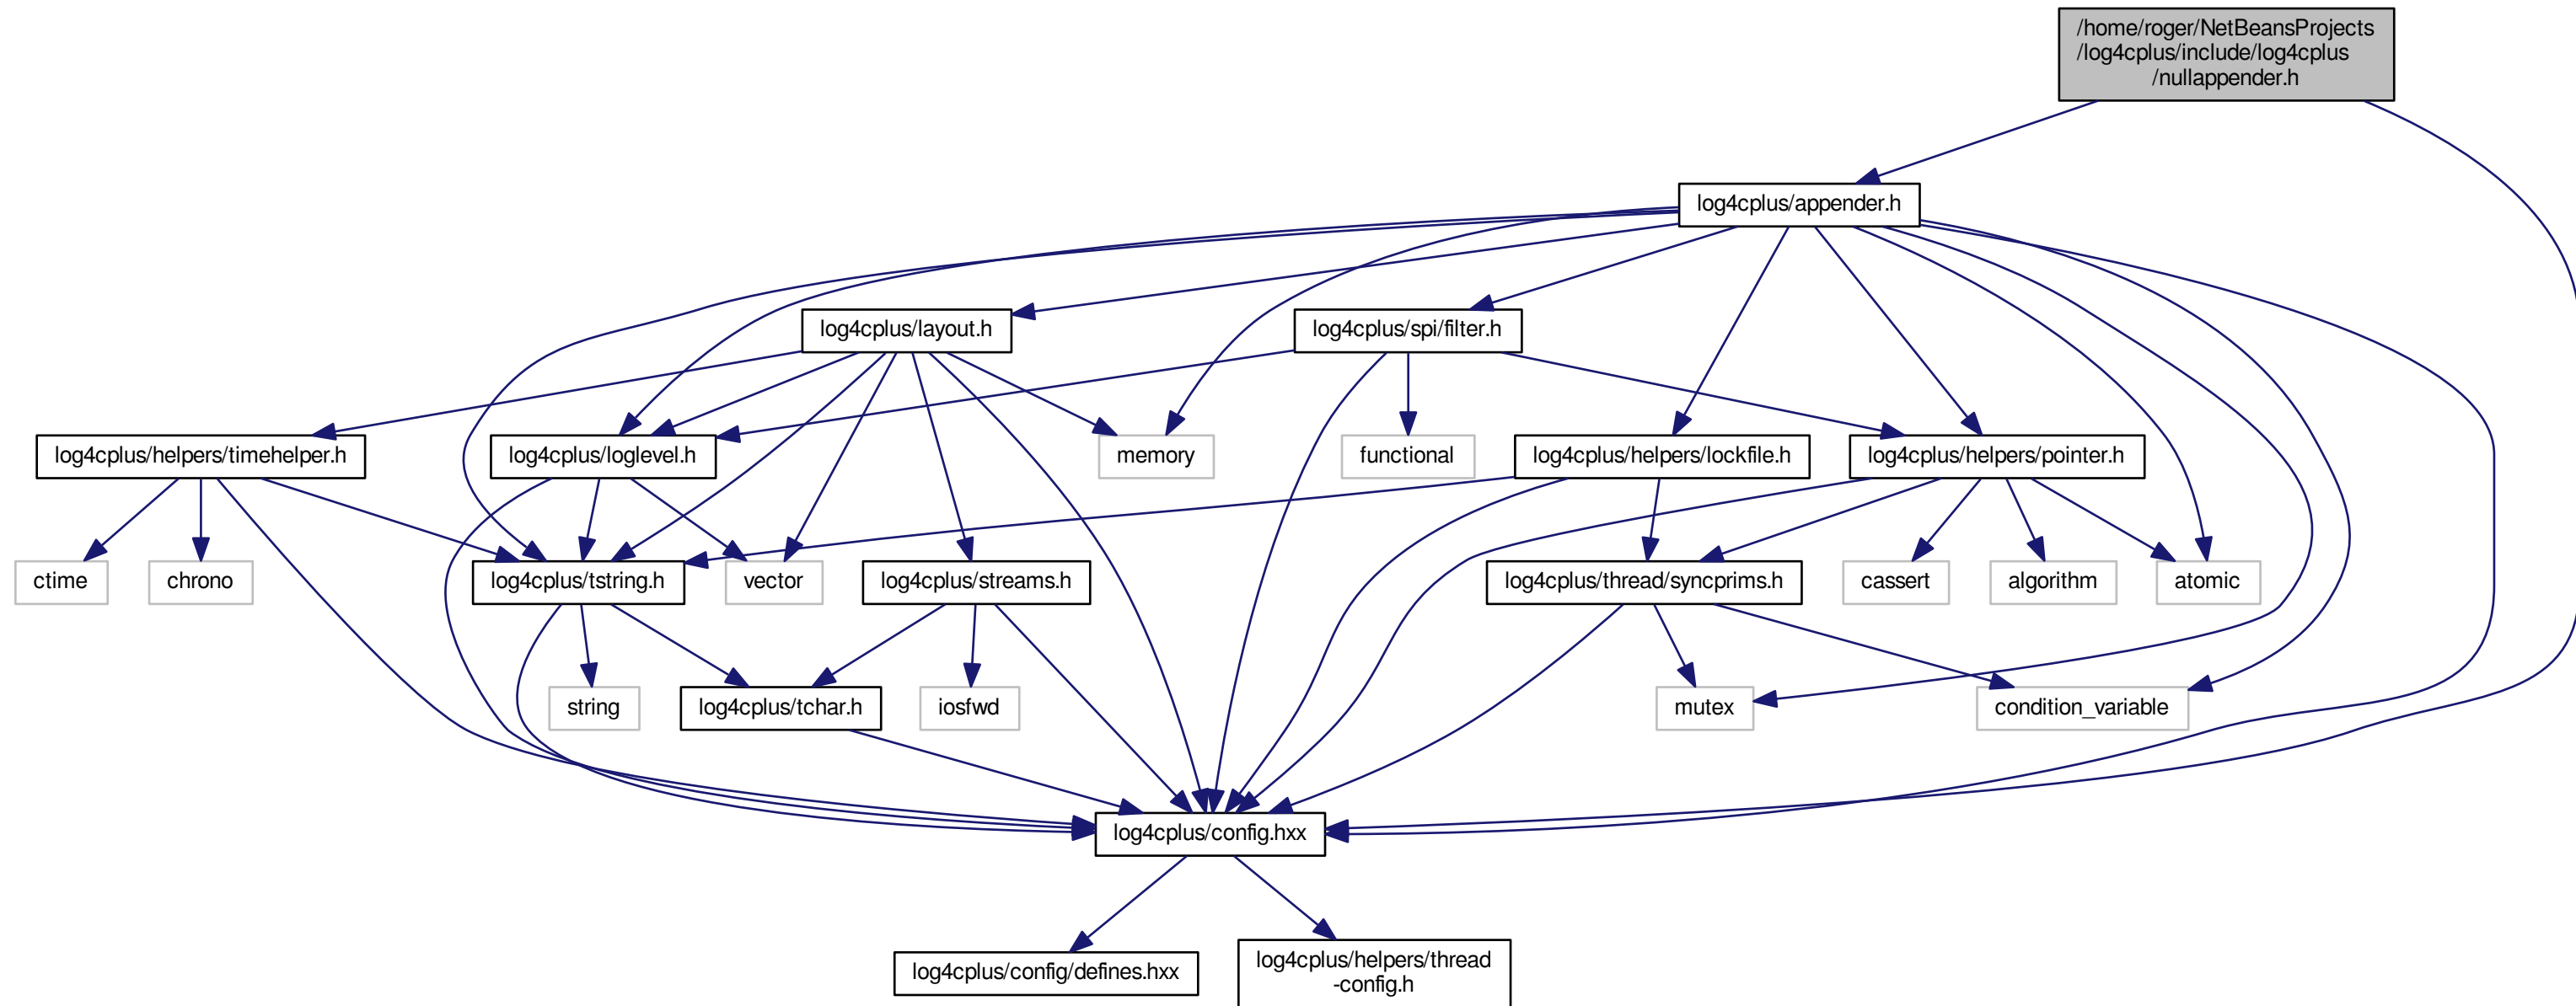 /home/roger/NetBeansProjects
/log4cplus/include/log4cplus
/nullappender.h
log4cplus/appender.h
log4cplus/layout.h
log4cplus/spi/filter.h
log4cplus/helpers/timehelper.h
log4cplus/loglevel.h
memory
functional
log4cplus/helpers/lockfile.h
log4cplus/helpers/pointer.h
ctime
chrono
log4cplus/tstring.h
vector
log4cplus/streams.h
log4cplus/thread/syncprims.h
cassert
algorithm
atomic
string
log4cplus/tchar.h
iosfwd
mutex
condition_variable
log4cplus/config.hxx
log4cplus/config/defines.hxx
log4cplus/helpers/thread
-config.h